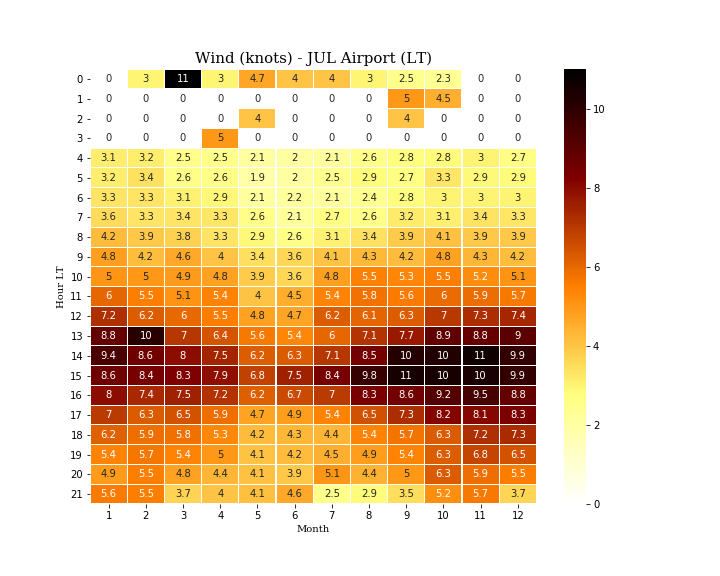 Wind (knots) - JUL Airport (LT)
0 0 3 11 3 4.7 4 4 3 2.5 2.3 0 0
1 0 0 0 0 0 0 0 0 5 4.5 0 0
2 0 0 0 0 4 0 0 0 4 0 0 0
3 0 0 0 5 0 0 0 0 0 0 0 0
4 3.1 3.2 2.5 2.5 2.1 2 2.1 2.6 2.8 2.8 3 2.7
5 3.2 3.4 2.6 2.6 1.9 2 2.5 2.9 2.7 3.3 2.9 2.9
6 3.3 3.3 3.1 2.9 2.1 2.2 2.1 2.4 2.8 3 3 3
7 3.6 3.3 3.4 3.3 2.6 2.1 2.7 2.6 3.2 3.1 3.4 3.3
8 4.2 3.9 3.8 3.3 2.9 2.6 3.1 3.4 3.9 4.1 3.9 3.9
9 4.8 4.2 4.6 4 3.4 3.6 4.1 4.3 4.2 4.8 4.3 4.2
10 5 5 4.9 4.8 3.9 3.6 4.8 5.5 5.3 5.5 5.2 5.1
11 6 5.5 5.1 5.4 4 4.5 5.4 5.8 5.6 6 5.9 5.7
12 7.2 6.2 6 5.5 4.8 4.7 6.2 6.1 6.3 7 7.3 7.4
13 8.8 10 7 6.4 5.6 5.4 6 7.1 7.7 8.9 8.8 9
14 9.4 8.6 8 7.5 6.2 6.3 7.1 8.5 10 10 11 9.9
15 8.6 8.4 8.3 7.9 6.8 7.5 8.4 9.8 11 10 10 9.9
16 8 7.4 7.5 7.2 6.2 6.7 7 8.3 8.6 9.2 9.5 8.8
17 7 6.3 6.5 5.9 4.7 4.9 5.4 6.5 7.3 8.2 8.1 8.3
18 6.2 5.9 5.8 5.3 4.2 4.3 4.4 5.4 5.7 6.3 7.2 7.3
19 5.4 5.7 5.4 5 4.1 4.2 4.5 4.9 5.4 6.3 6.8 6.5
20 4.9 5.5 4.8 4.4 4.1 3.9 5.1 4.4 5 6.3 5.9 5.5
21 5.6 5.5 3.7 4 4.1 4.6 2.5 2.9 3.5 5.2 5.7 3.7
1 2 3 4 5 6 7 8 9 10 11 12
Month
Hour LT
10
8
6
4
2
0